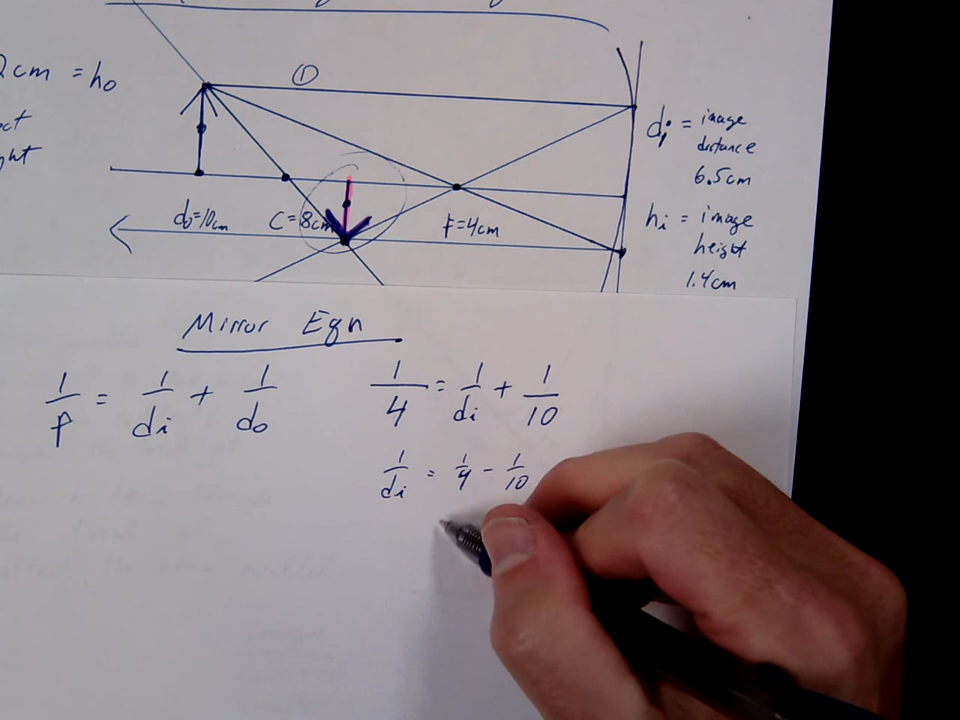 2cm = ho
ect
ght
①
do=10cm
C=8cm
f=4cm
di = image
distance
6.5cm
hi = image
height
1.4cm
Mirror Eqn
1/f = 1/di + 1/do
1/4 = 1/di + 1/10
1/di = 1/4 - 1/10